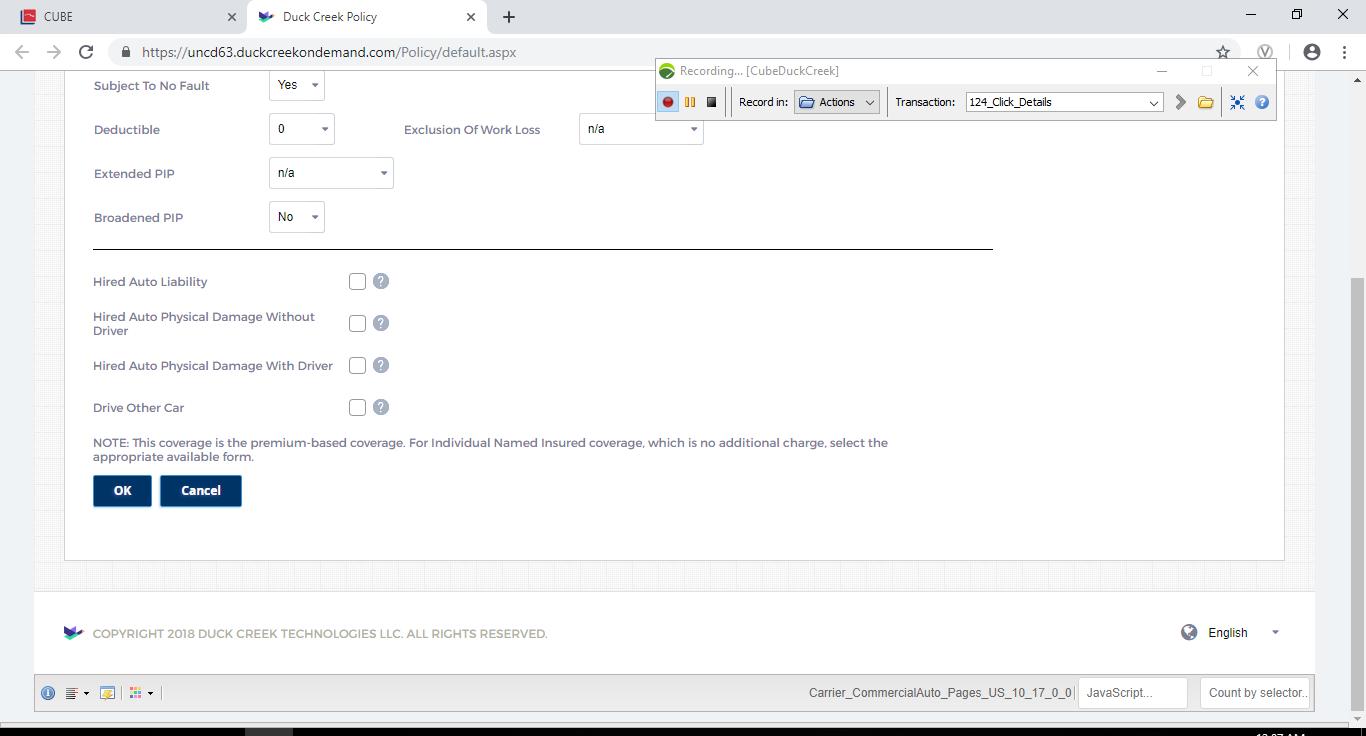 CUBE
Duck Creek Policy
https://uncd63.duckcreekondemand.com/Policy/default.aspx
Recording... [CubeDuckCreek]
Record in: Actions Transaction: 124_Click_Details
Subject To No Fault Yes
Deductible 0 Exclusion Of Work Loss n/a
Extended PIP n/a
Broadened PIP No
Hired Auto Liability
Hired Auto Physical Damage Without
Driver
Hired Auto Physical Damage With Driver
Drive Other Car
NOTE: This coverage is the premium-based coverage. For Individual Named Insured coverage, which is no additional charge, select the
appropriate available form.
OK Cancel
COPYRIGHT 2018 DUCK CREEK TECHNOLOGIES LLC. ALL RIGHTS RESERVED.
English
Carrier_CommercialAuto_Pages_US_10_17_0_0 JavaScript... Count by selector..